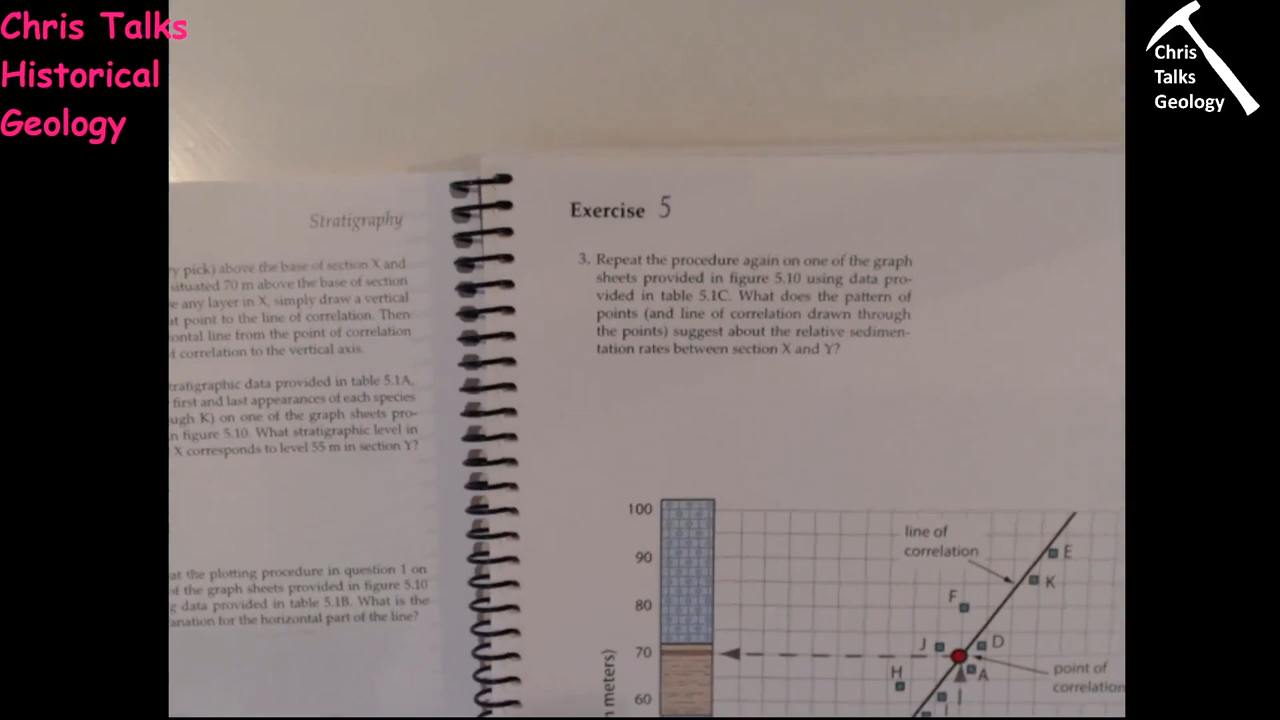 Chris Talks
Historical
Geology
Chris
Talks
Geology
Stratigraphy
pick) above the base of section X and
situated 70 m above the base of section
any layer in X, simply draw a vertical
point to the line of correlation. Then
line from the point of correlation
correlation to the vertical axis.
data provided in table 5.1A,
first and last appearances of each species
K) on one of the graph sheets pro-
figure 5.10. What stratigraphic level in
X corresponds to level 55 m in section Y?
the plotting procedure in question 1 on
the graph sheets provided in figure 5.10
data provided in table 5.1B. What is the
for the horizontal part of the line?
Exercise 5
3. Repeat the procedure again on one of the graph
sheets provided in figure 5.10 using data pro-
vided in table 5.1C. What does the pattern of
points (and line of correlation drawn through
the points) suggest about the relative sedimen-
tation rates between section X and Y?
100
90
80
70
60
meters)
line of
correlation
E
K
F
J
D
H
A
point of
correlation